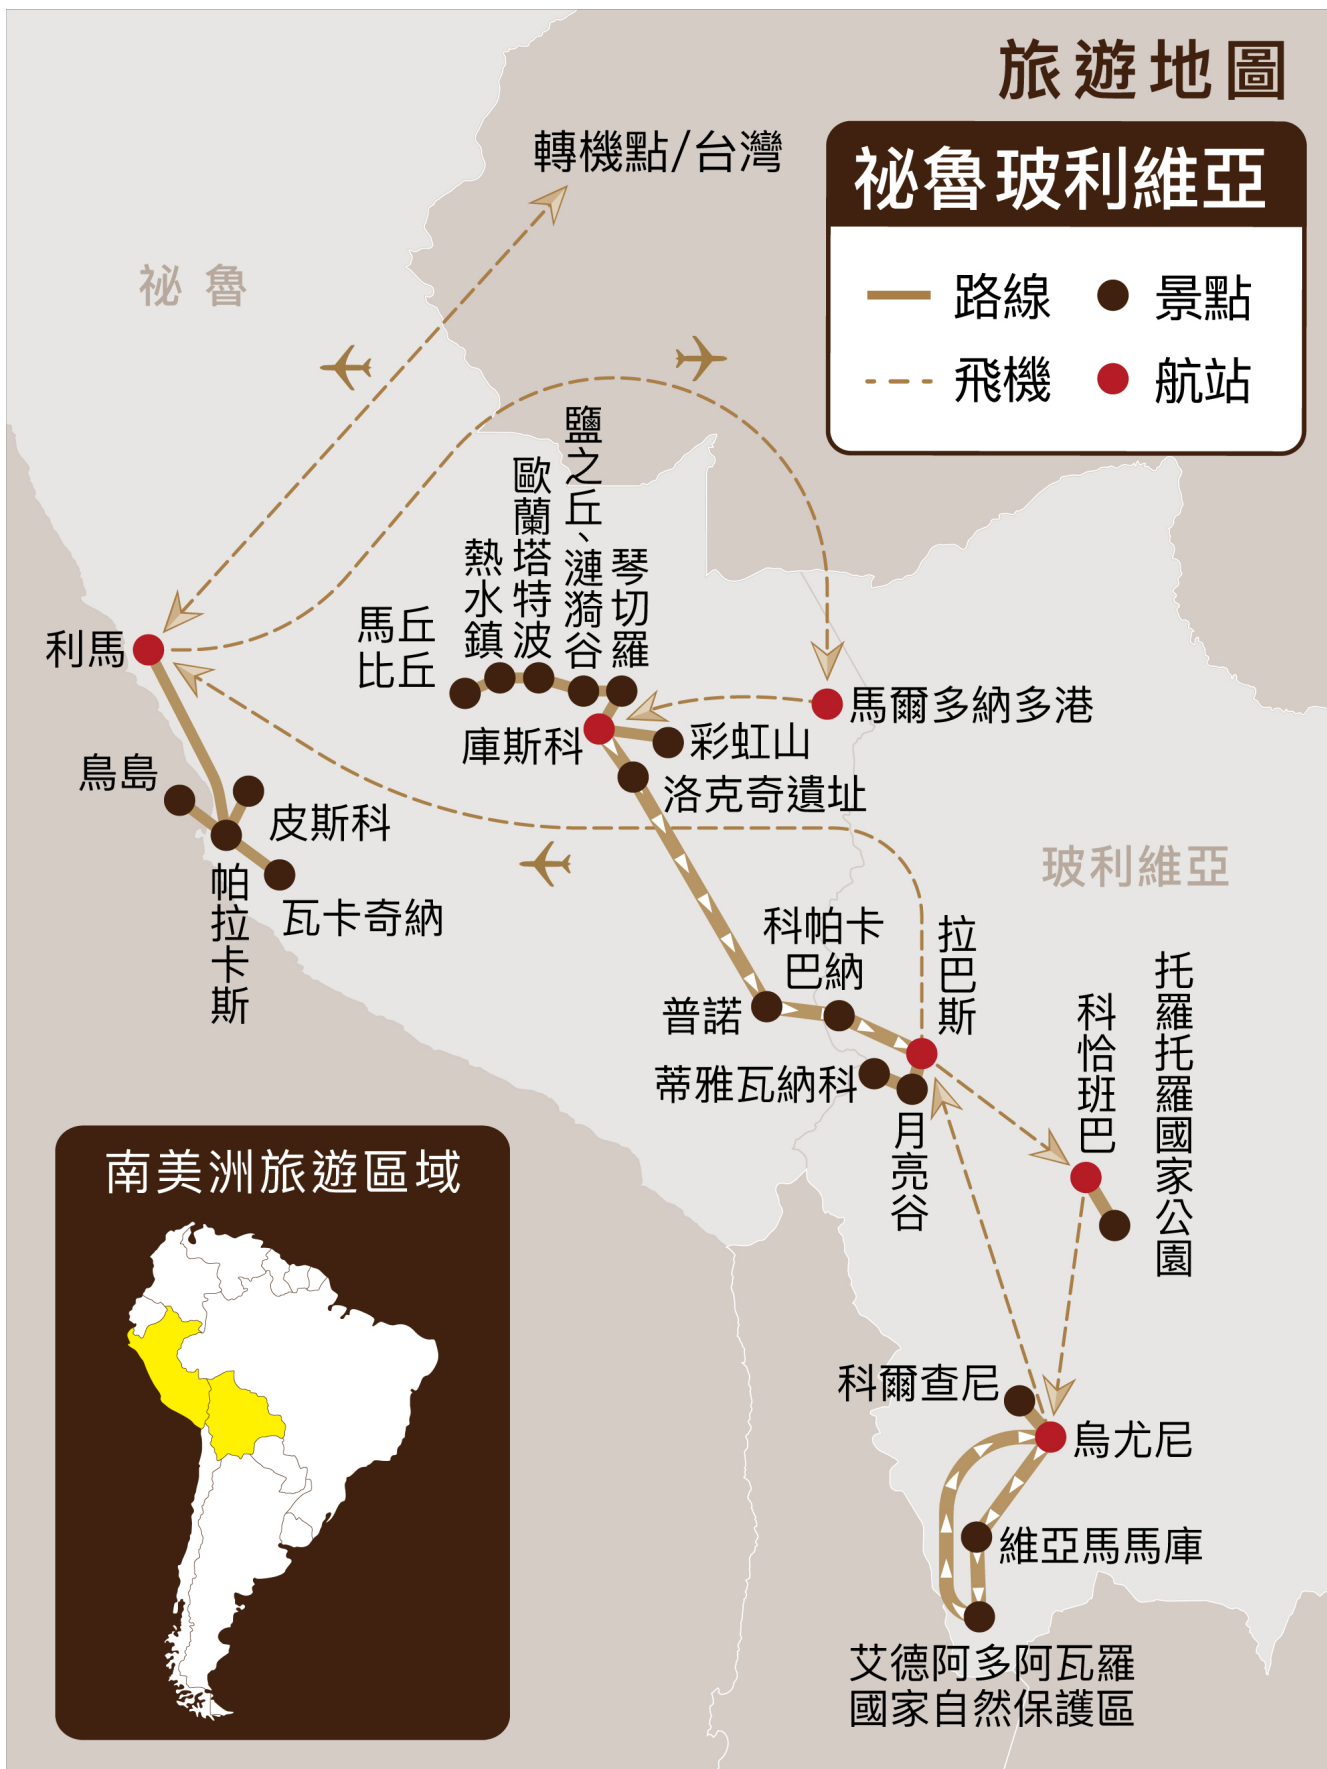 旅遊地圖
祕魯玻利維亞
路線
景點
飛機
航站
轉機點/台灣
祕魯
鹽之丘、漣漪谷
歐蘭塔特波
熱水鎮
琴切羅
馬丘
比丘
利馬
馬爾多納多港
庫斯科
彩虹山
洛克奇遺址
鳥島
皮斯科
帕拉卡斯
瓦卡奇納
玻利維亞
科帕卡
巴納
拉巴斯
普諾
蒂雅瓦納科
月亮谷
科恰班巴
托羅托羅國家公園
南美洲旅遊區域
科爾查尼
烏尤尼
維亞馬馬庫
艾德阿多阿瓦羅
國家自然保護區